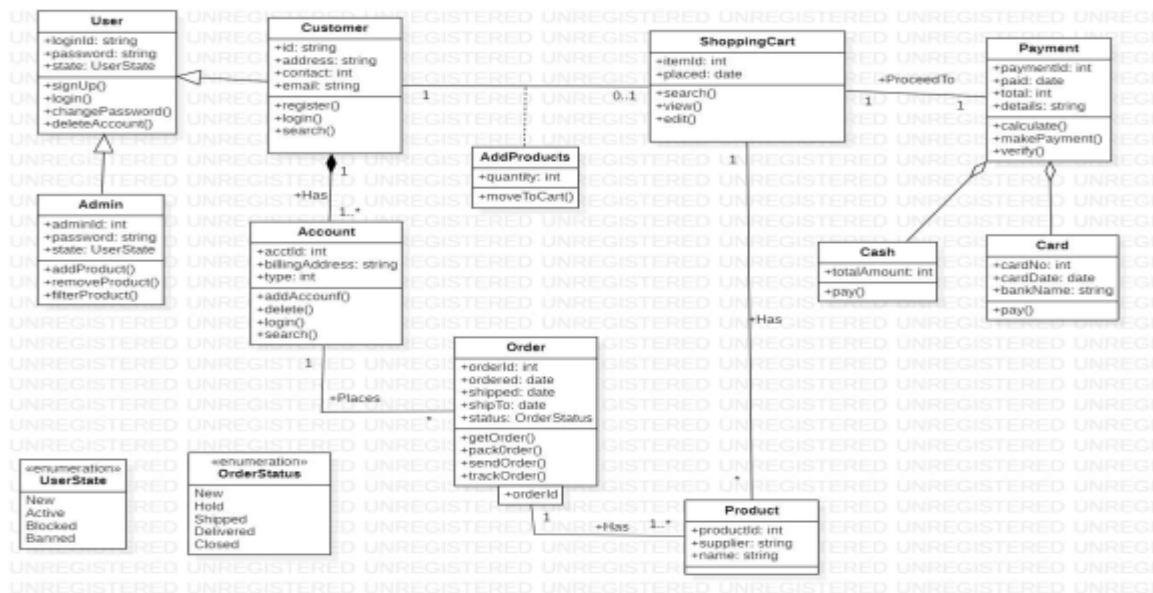 User
+loginId: string
+password: string
+state: UserState
+signUp()
+login()
+changePassword()
+deleteAccount()
Customer
+id: string
+address: string
+contact: int
+email: string
+register()
+login()
+search()
ShoppingCart
+itemId: int
+placed: date
+search()
+view()
+edit()
Payment
+paymentId: int
+paid: date
+total: int
+details: string
+calculate()
+makePayment()
+verify()
+ProceedTo
1
1
1
0..1
AddProducts
+quantity: int
+moveToCart()
1
+Has
1..*
1
Admin
+adminId: int
+password: string
+state: UserState
+addProduct()
+removeProduct()
+filterProduct()
Account
+acctId: int
+billingAddress: string
+type: int
+addAccounf()
+delete()
+login()
+search()
Cash
+totalAmount: int
+pay()
Card
+cardNo: int
+cardDate: date
+bankName: string
+pay()
+Has
1
+Places
*
Order
+orderId: int
+ordered: date
+shipped: date
+shipTo: date
+status: OrderStatus
+getOrder()
+packOrder()
+sendOrder()
+trackOrder()
+orderId
1
+Has
1..*
*
Product
+productId: int
+supplier: string
+name: string
«enumeration»
UserState
New
Active
Blocked
Banned
«enumeration»
OrderStatus
New
Hold
Shipped
Delivered
Closed
UNREGISTERED